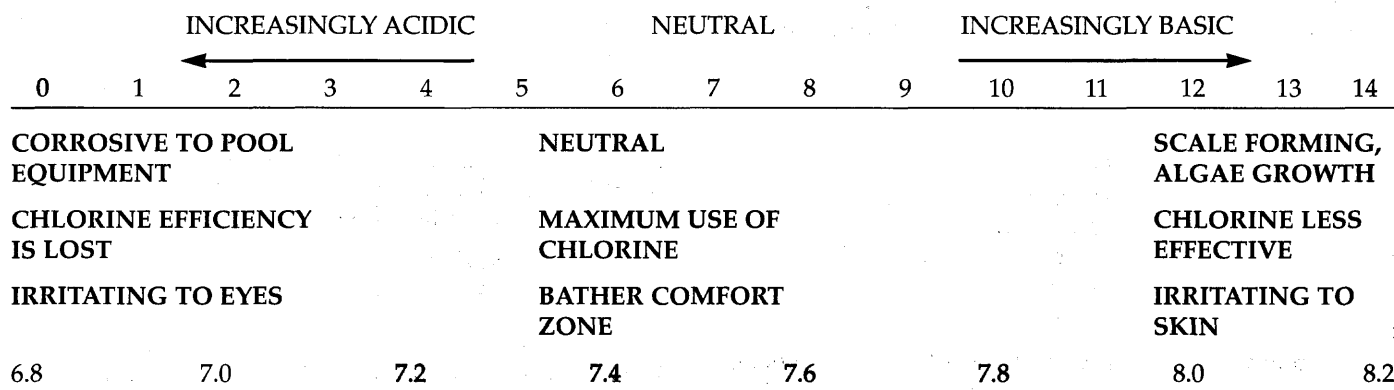 INCREASINGLY ACIDIC NEUTRAL INCREASINGLY BASIC
0 1 2 3 4 5 6 7 8 9 10 11 12 13 14
CORROSIVE TO POOL NEUTRAL SCALE FORMING,
EQUIPMENT ALGAE GROWTH
CHLORINE EFFICIENCY MAXIMUM USE OF CHLORINE LESS
IS LOST CHLORINE EFFECTIVE
IRRITATING TO EYES BATHER COMFORT IRRITATING TO
ZONE SKIN
6.8 7.0 7.2 7.4 7.6 7.8 8.0 8.2